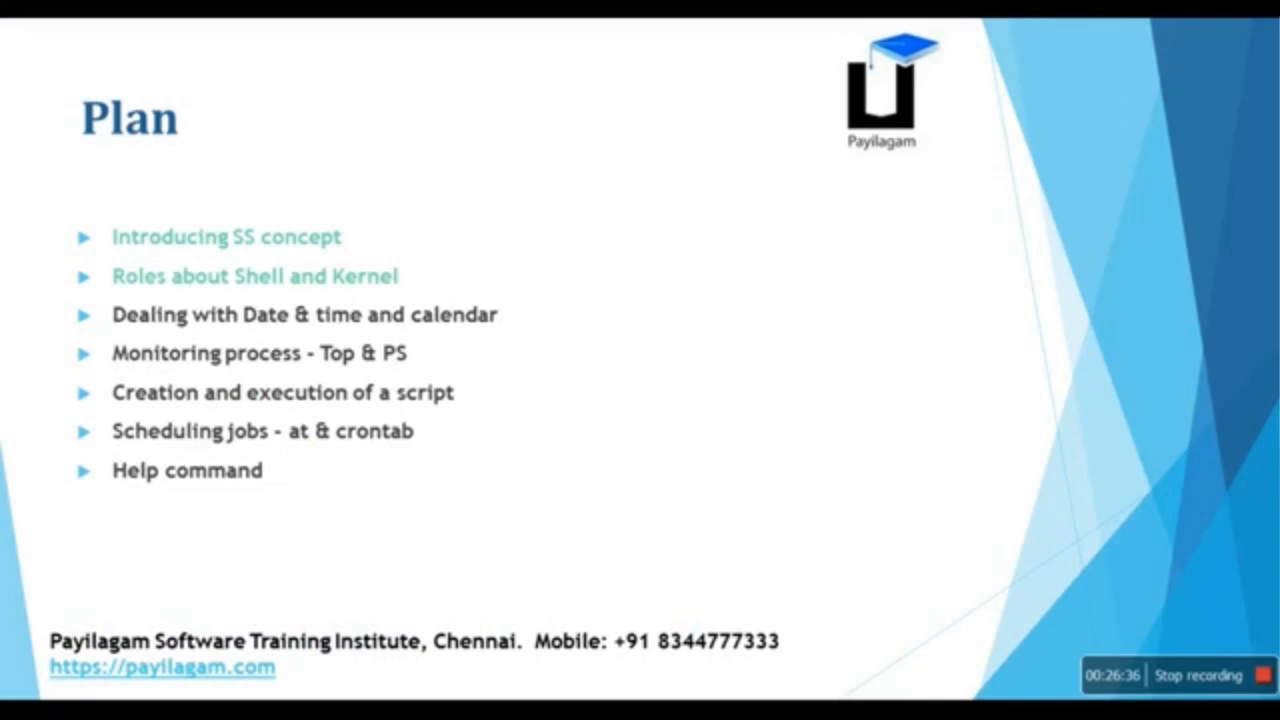 Payilagam
Plan
Introducing SS concept
Roles about Shell and Kernel
Dealing with Date & time and calendar
Monitoring process - Top & PS
Creation and execution of a script
Scheduling jobs - at & crontab
Help command
Payilagam Software Training Institute, Chennai. Mobile: +91 8344777333
https://payilagam.com
00:26:36 Stop recording